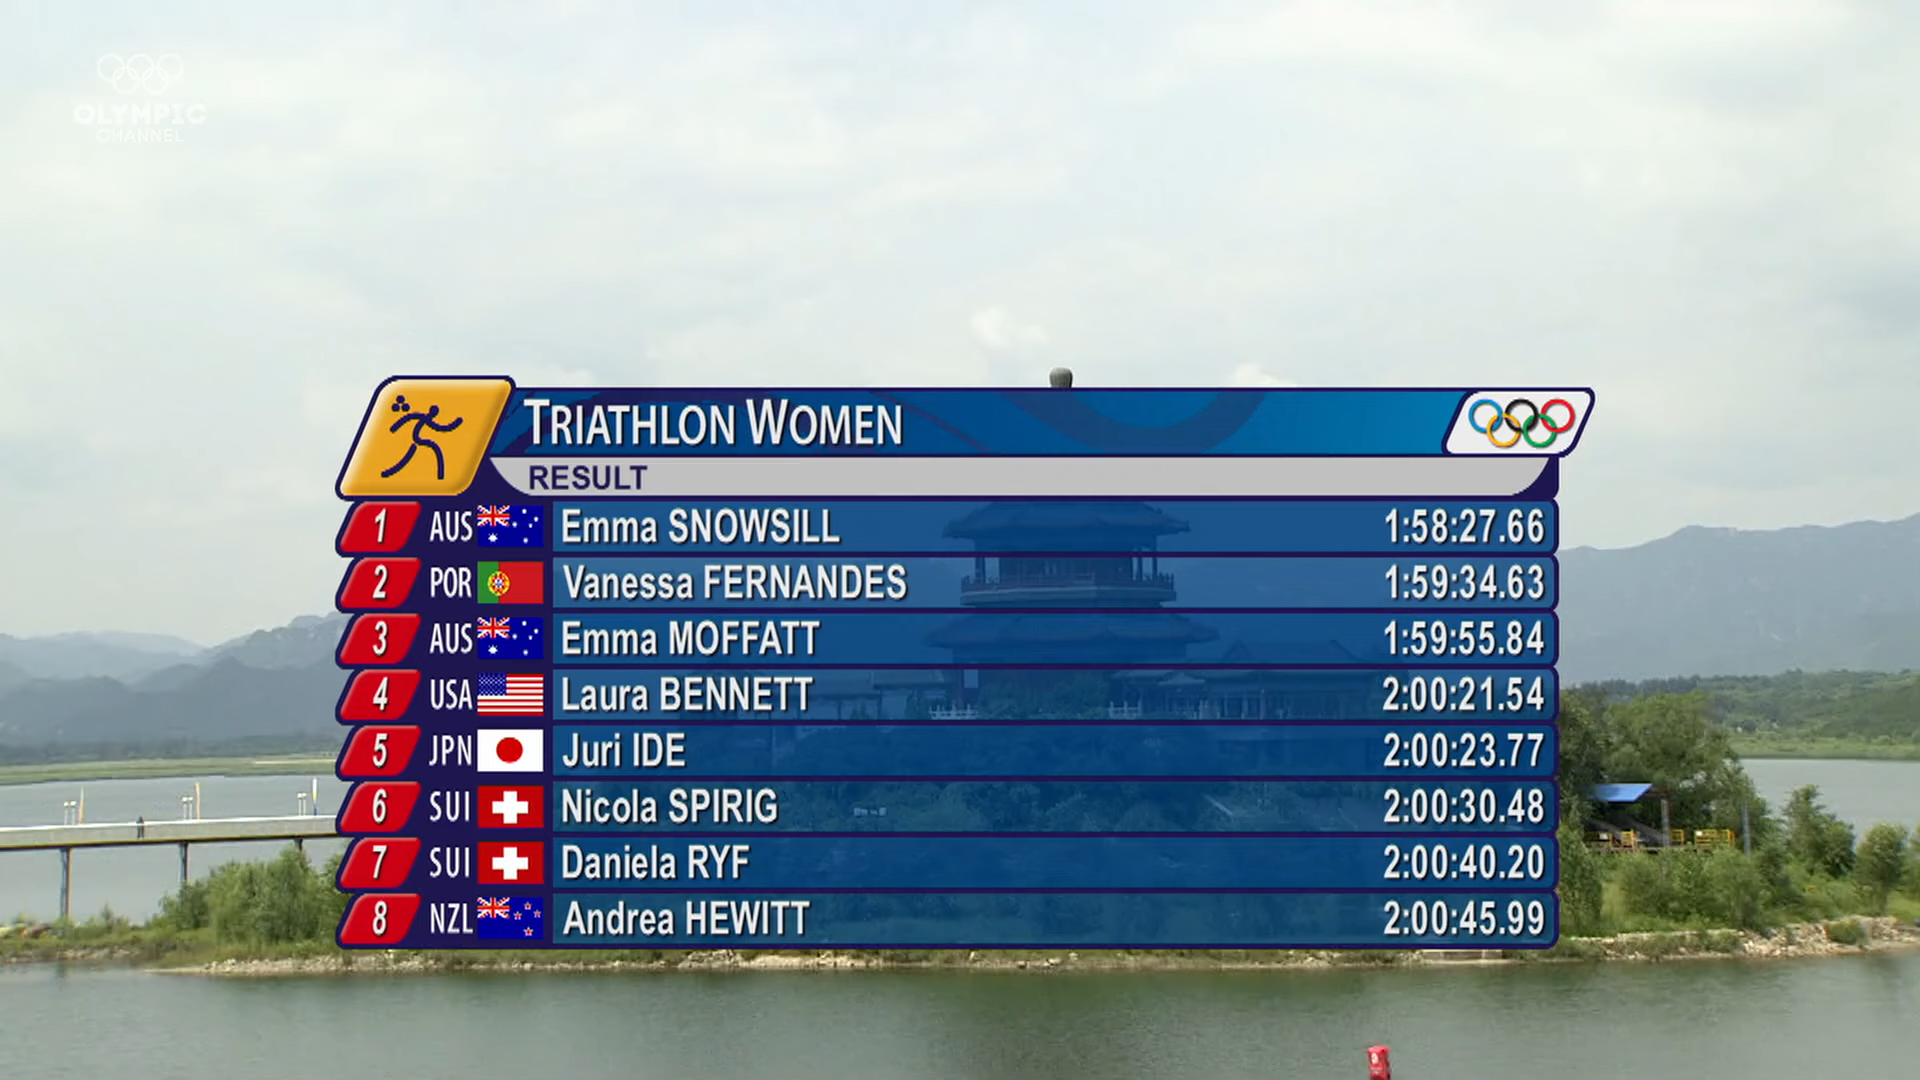 OLYMPIC
CHANNEL
TRIATHLON WOMEN
RESULT
1 AUS Emma SNOWSILL 1:58:27.66
2 POR Vanessa FERNANDES 1:59:34.63
3 AUS Emma MOFFATT 1:59:55.84
4 USA Laura BENNETT 2:00:21.54
5 JPN Juri IDE 2:00:23.77
6 SUI Nicola SPIRIG 2:00:30.48
7 SUI Daniela RYF 2:00:40.20
8 NZL Andrea HEWITT 2:00:45.99